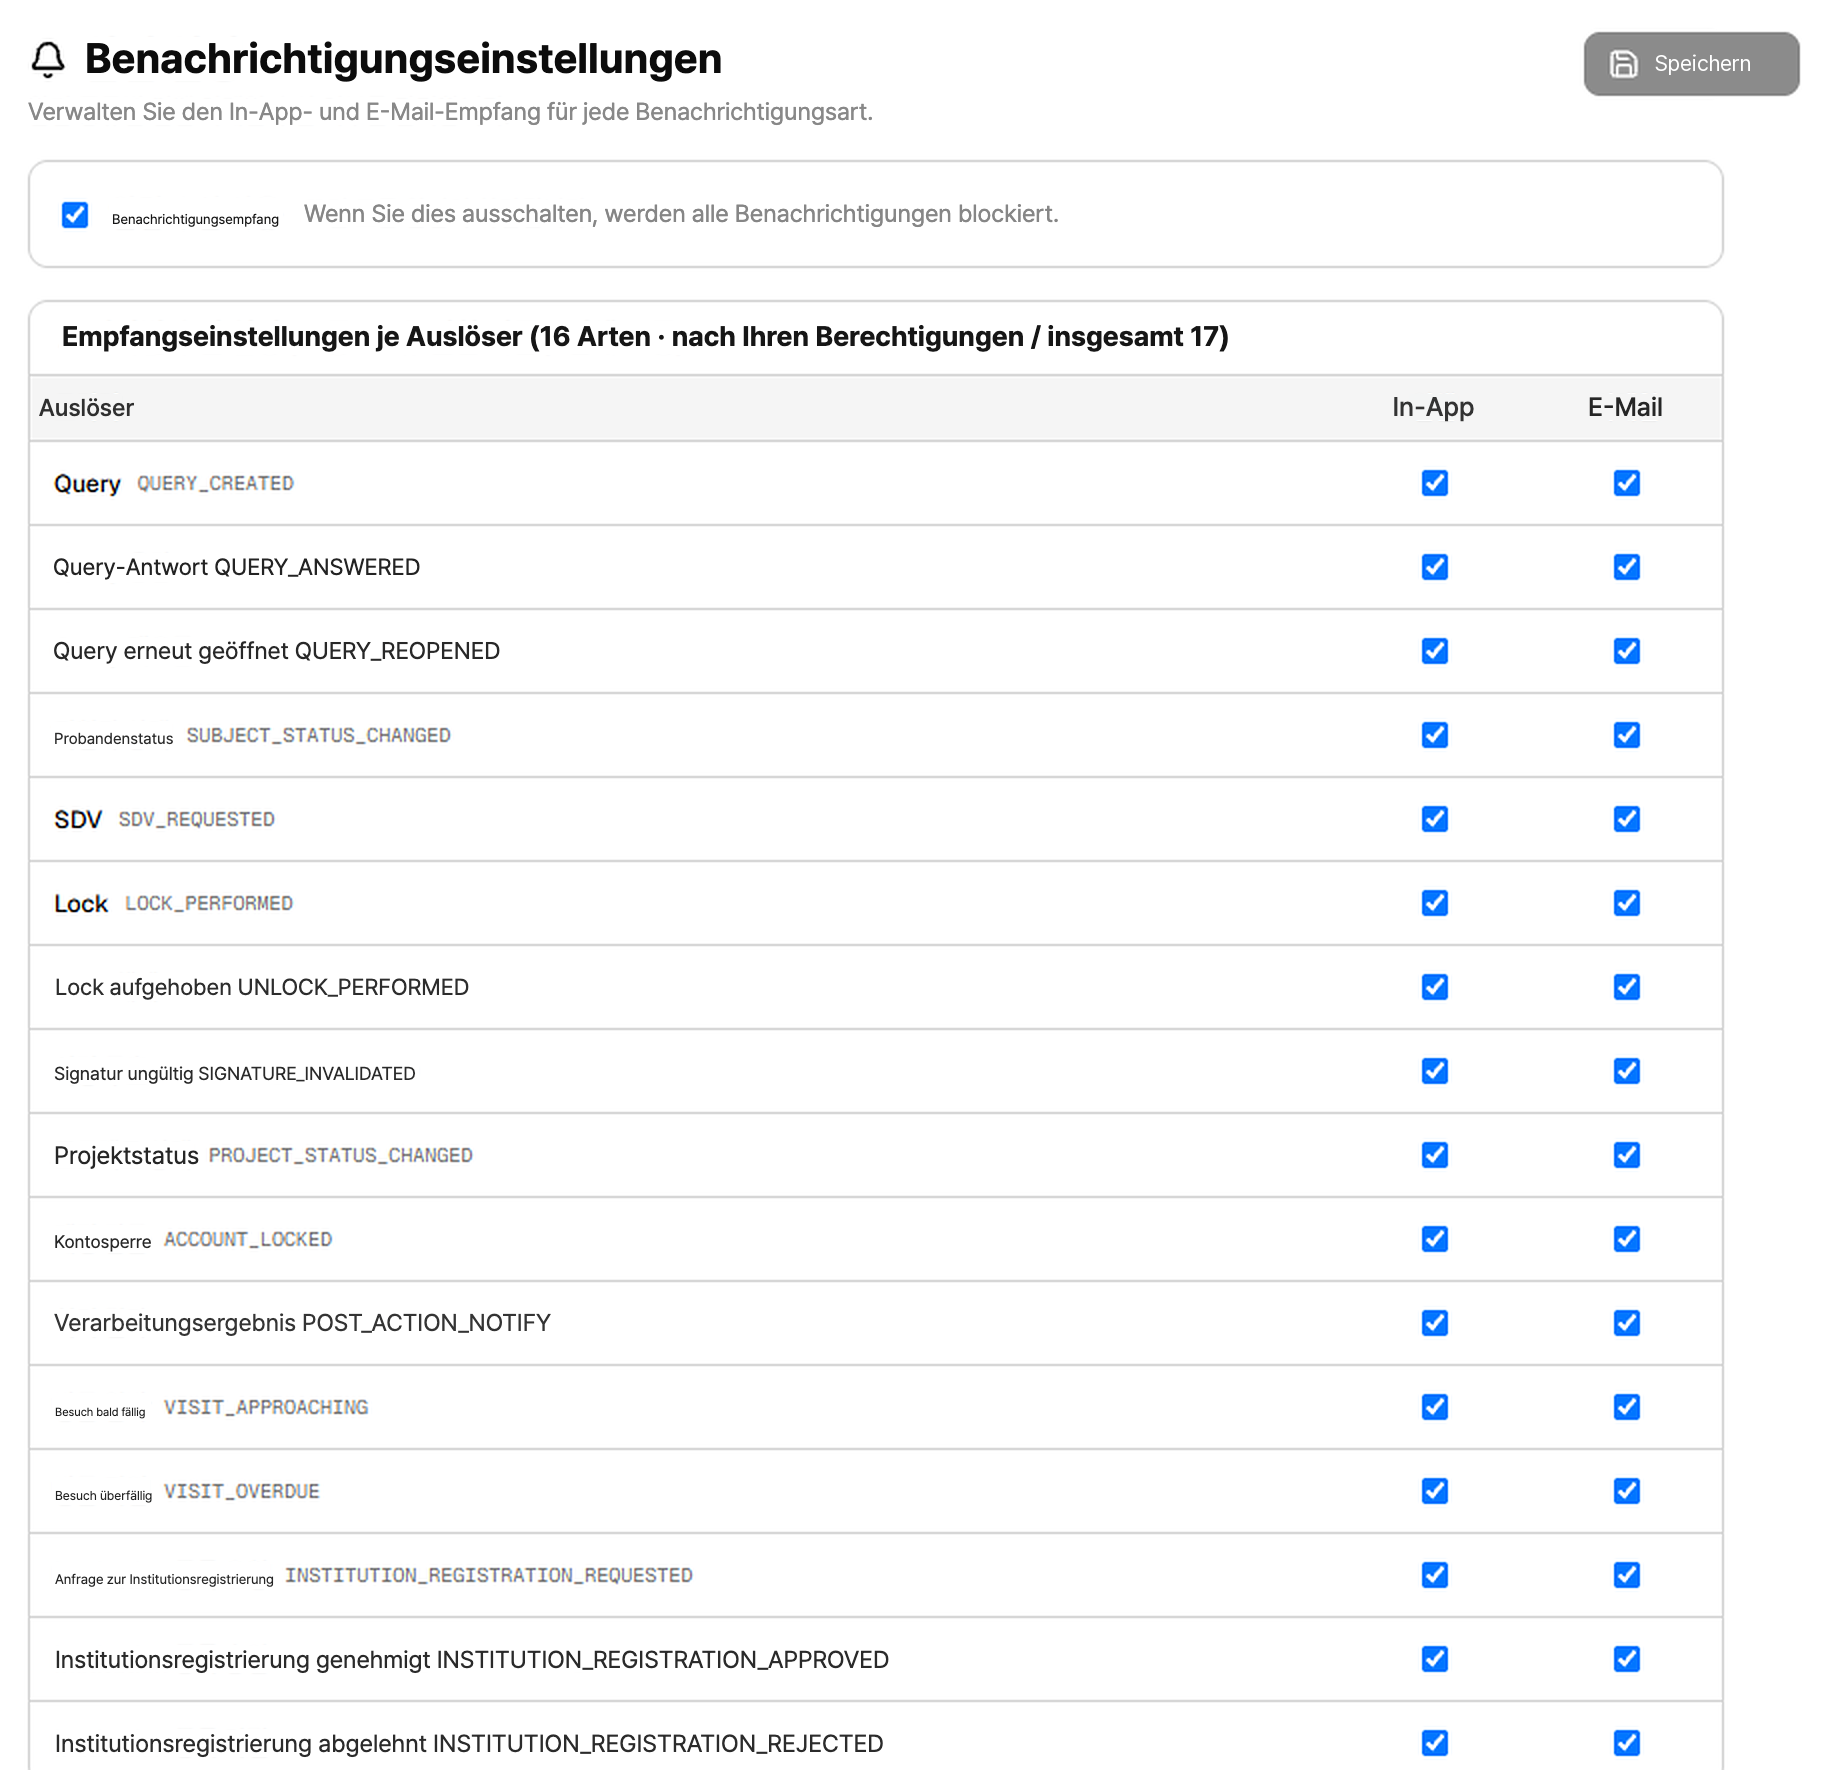 Benachrichtigungseinstellungen
Speichern
Verwalten Sie den In-App- und E-Mail-Empfang für jede Benachrichtigungsart.
Benachrichtigungsempfang Wenn Sie dies ausschalten, werden alle Benachrichtigungen blockiert.
Empfangseinstellungen je Auslöser (16 Arten · nach Ihren Berechtigungen / insgesamt 17)
Auslöser In-App E-Mail
Query QUERY_CREATED
Query-Antwort QUERY_ANSWERED
Query erneut geöffnet QUERY_REOPENED
Probandenstatus SUBJECT_STATUS_CHANGED
SDV SDV_REQUESTED
Lock LOCK_PERFORMED
Lock aufgehoben UNLOCK_PERFORMED
Signatur ungültig SIGNATURE_INVALIDATED
Projektstatus PROJECT_STATUS_CHANGED
Kontosperre ACCOUNT_LOCKED
Verarbeitungsergebnis POST_ACTION_NOTIFY
Besuch bald fällig VISIT_APPROACHING
Besuch überfällig VISIT_OVERDUE
Anfrage zur Institutionsregistrierung INSTITUTION_REGISTRATION_REQUESTED
Institutionsregistrierung genehmigt INSTITUTION_REGISTRATION_APPROVED
Institutionsregistrierung abgelehnt INSTITUTION_REGISTRATION_REJECTED